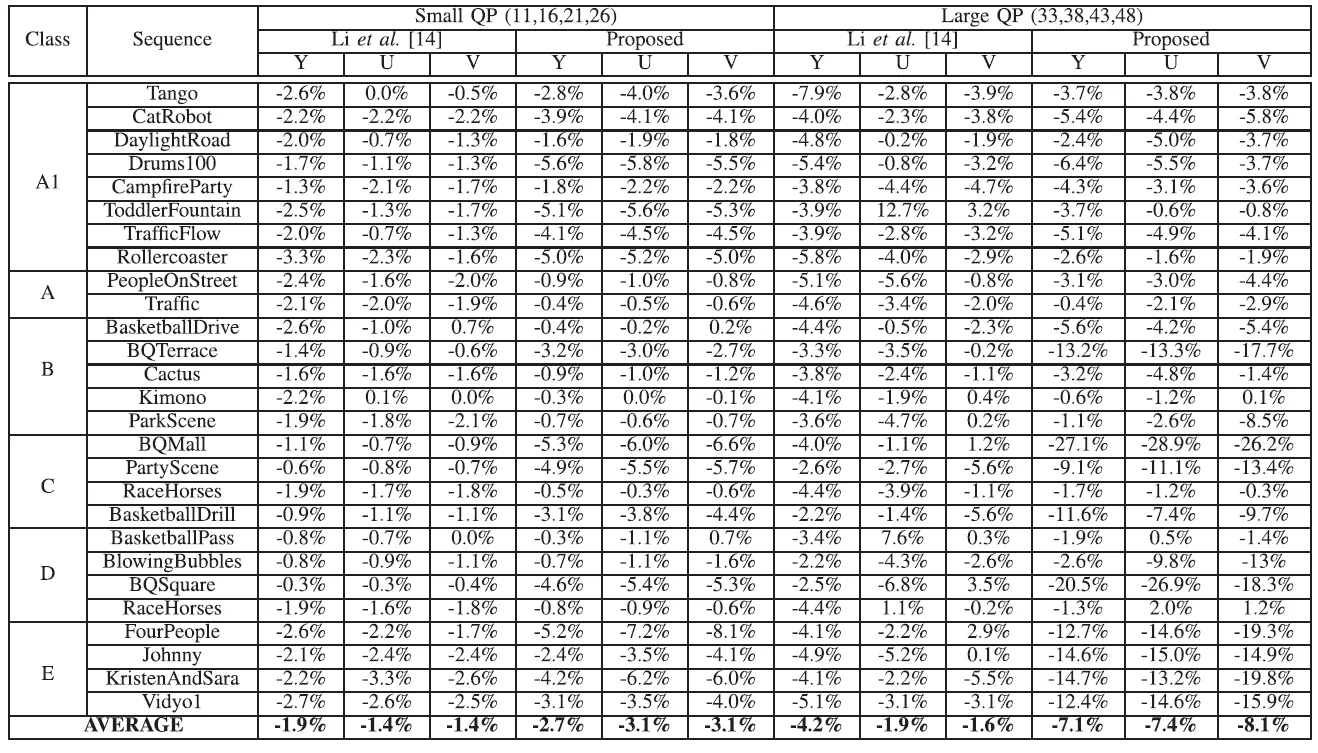 Class Sequence Small QP (11,16,21,26) Large QP (33,38,43,48)
Li et al. [14] Proposed Li et al. [14] Proposed
Y U V Y U V Y U V Y U V
A1 Tango -2.6% 0.0% -0.5% -2.8% -4.0% -3.6% -7.9% -2.8% -3.9% -3.7% -3.8% -3.8%
CatRobot -2.2% -2.2% -2.2% -3.9% -4.1% -4.1% -4.0% -2.3% -3.8% -5.4% -4.4% -5.8%
DaylightRoad -2.0% -0.7% -1.3% -1.6% -1.9% -1.8% -4.8% -0.2% -1.9% -2.4% -5.0% -3.7%
Drums100 -1.7% -1.1% -1.3% -5.6% -5.8% -5.5% -5.4% -0.8% -3.2% -6.4% -5.5% -3.7%
CampfireParty -1.3% -2.1% -1.7% -1.8% -2.2% -2.2% -3.8% -4.4% -4.7% -4.3% -3.1% -3.6%
ToddlerFountain -2.5% -1.3% -1.7% -5.1% -5.6% -5.3% -3.9% 12.7% 3.2% -3.7% -0.6% -0.8%
TrafficFlow -2.0% -0.7% -1.3% -4.1% -4.5% -4.5% -3.9% -2.8% -3.2% -5.1% -4.9% -4.1%
Rollercoaster -3.3% -2.3% -1.6% -5.0% -5.2% -5.0% -5.8% -4.0% -2.9% -2.6% -1.6% -1.9%
A PeopleOnStreet -2.4% -1.6% -2.0% -0.9% -1.0% -0.8% -5.1% -5.6% -0.8% -3.1% -3.0% -4.4%
Traffic -2.1% -2.0% -1.9% -0.4% -0.5% -0.6% -4.6% -3.4% -2.0% -0.4% -2.1% -2.9%
B BasketballDrive -2.6% -1.0% 0.7% -0.4% -0.2% 0.2% -4.4% -0.5% -2.3% -5.6% -4.2% -5.4%
BQTerrace -1.4% -0.9% -0.6% -3.2% -3.0% -2.7% -3.3% -3.5% -0.2% -13.2% -13.3% -17.7%
Cactus -1.6% -1.6% -1.6% -0.9% -1.0% -1.2% -3.8% -2.4% -1.1% -3.2% -4.8% -1.4%
Kimono -2.2% 0.1% 0.0% -0.3% 0.0% -0.1% -4.1% -1.9% 0.4% -0.6% -1.2% 0.1%
ParkScene -1.9% -1.8% -2.1% -0.7% -0.6% -0.7% -3.6% -4.7% 0.2% -1.1% -2.6% -8.5%
C BQMall -1.1% -0.7% -0.9% -5.3% -6.0% -6.6% -4.0% -1.1% 1.2% -27.1% -28.9% -26.2%
PartyScene -0.6% -0.8% -0.7% -4.9% -5.5% -5.7% -2.6% -2.7% -5.6% -9.1% -11.1% -13.4%
RaceHorses -1.9% -1.7% -1.8% -0.5% -0.3% -0.6% -4.4% -3.9% -1.1% -1.7% -1.2% -0.3%
BasketballDrill -0.9% -1.1% -1.1% -3.1% -3.8% -4.4% -2.2% -1.4% -5.6% -11.6% -7.4% -9.7%
D BasketballPass -0.8% -0.7% 0.0% -0.3% -1.1% 0.7% -3.4% 7.6% 0.3% -1.9% 0.5% -1.4%
BlowingBubbles -0.8% -0.9% -1.1% -0.7% -1.1% -1.6% -2.2% -4.3% -2.6% -2.6% -9.8% -13%
BQSquare -0.3% -0.3% -0.4% -4.6% -5.4% -5.3% -2.5% -6.8% 3.5% -20.5% -26.9% -18.3%
RaceHorses -1.9% -1.6% -1.8% -0.8% -0.9% -0.6% -4.4% 1.1% -0.2% -1.3% 2.0% 1.2%
E FourPeople -2.6% -2.2% -1.7% -5.2% -7.2% -8.1% -4.1% -2.2% 2.9% -12.7% -14.6% -19.3%
Johnny -2.1% -2.4% -2.4% -2.4% -3.5% -4.1% -4.9% -5.2% 0.1% -14.6% -15.0% -14.9%
KristenAndSara -2.2% -3.3% -2.6% -4.2% -6.2% -6.0% -4.1% -2.2% -5.5% -14.7% -13.2% -19.8%
Vidyo1 -2.7% -2.6% -2.5% -3.1% -3.5% -4.0% -5.1% -3.1% -3.1% -12.4% -14.6% -15.9%
AVERAGE -1.9% -1.4% -1.4% -2.7% -3.1% -3.1% -4.2% -1.9% -1.6% -7.1% -7.4% -8.1%